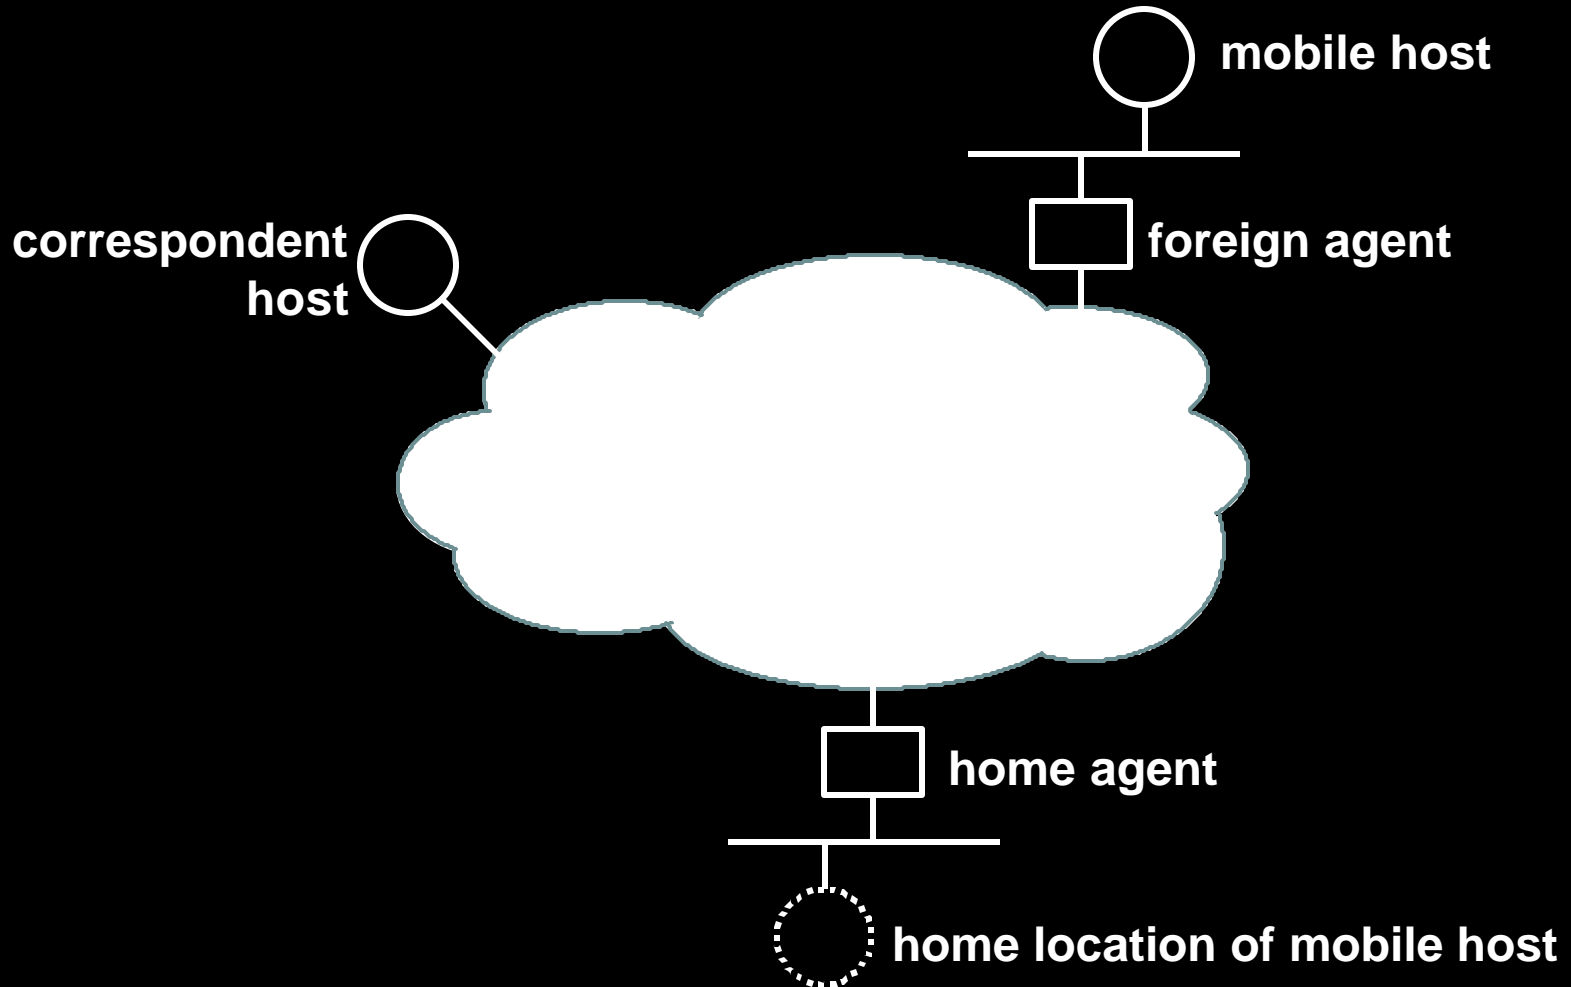 mobile host
correspondent
host
foreign agent
home agent
home location of mobile host